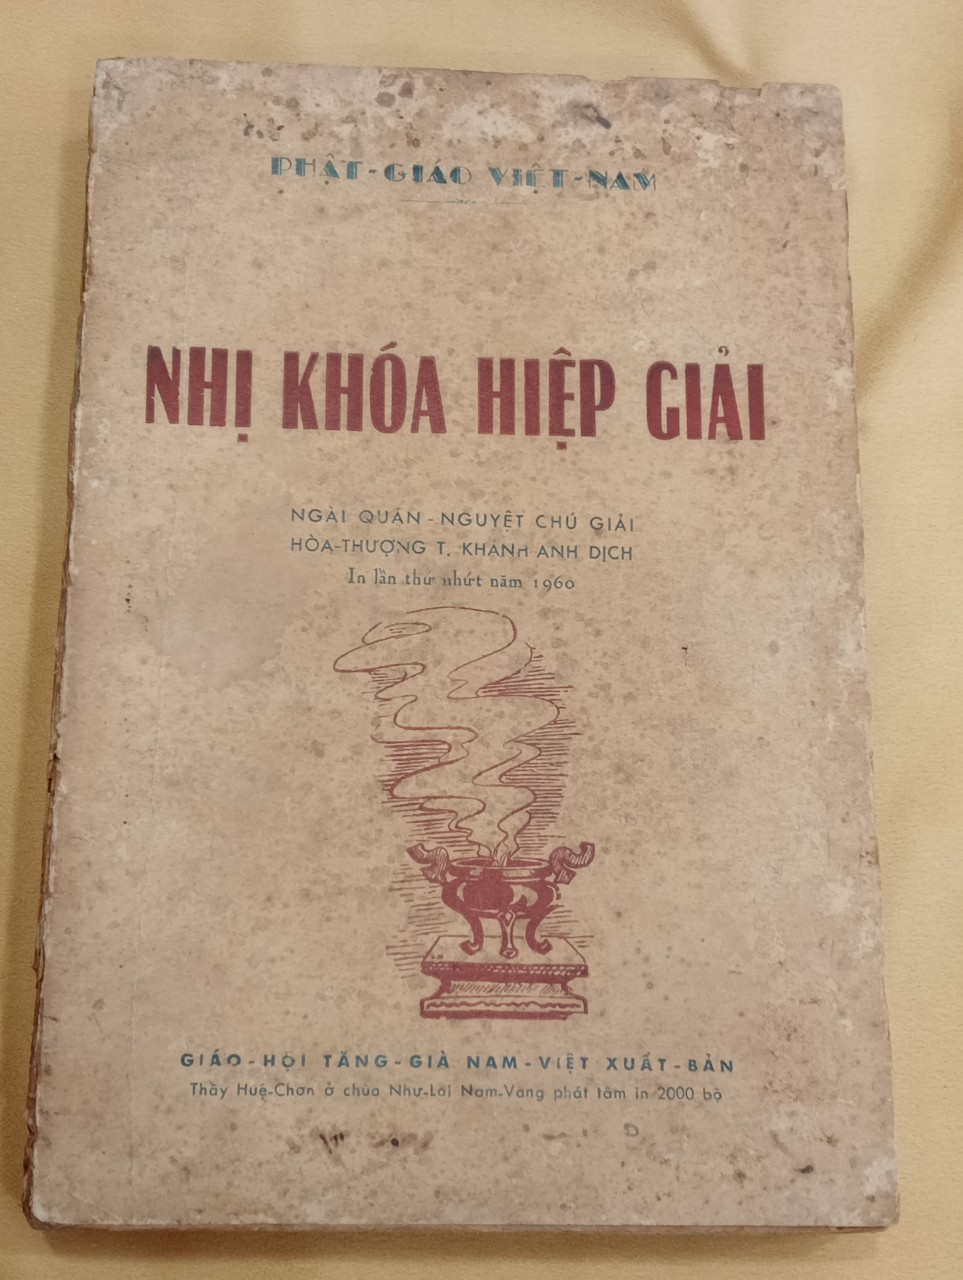 PHẬT-GIÁO VIỆT-NAM
NHỊ KHÓA HIỆP GIẢI
NGÀI QUÁN-NGUYỆT CHÚ GIẢI
HÒA-THƯỢNG T. KHÁNH ANH DỊCH
In lần thứ nhứt năm 1960
GIÁO-HỘI TĂNG-GIÀ NAM-VIỆT XUẤT-BẢN
Thầy Huệ-Chơn ở chùa Như-Lai Nam-Vang phát tâm in 2000 bộ